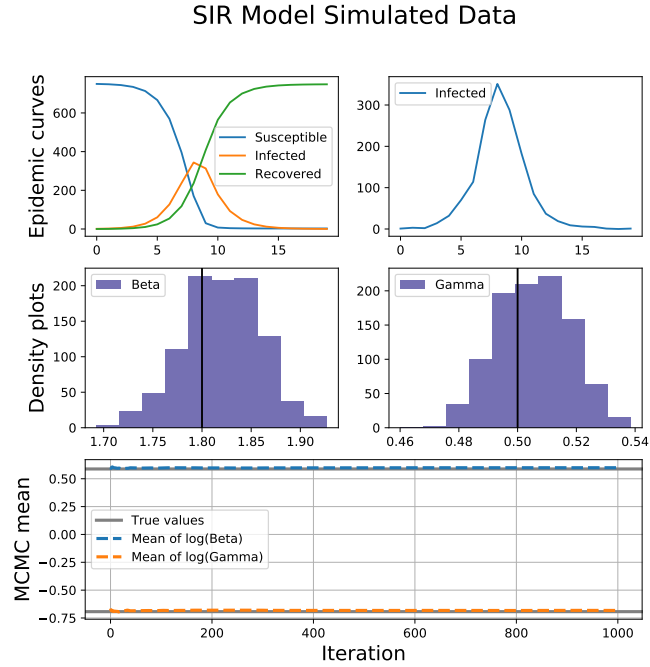 SIR Model Simulated Data
Epidemic curves
600
400
200
0
Susceptible
Infected
Recovered
0 5 10 15
300
200
100
0
Infected
0 5 10 15
Density plots
200
150
100
50
0
Beta
1.70 1.75 1.80 1.85 1.90
200
150
100
50
0
Gamma
0.46 0.48 0.50 0.52 0.54
MCMC mean
0.50
0.25
0.00
−0.25
−0.50
−0.75
True values
Mean of log(Beta)
Mean of log(Gamma)
0 200 400 600 800 1000
Iteration